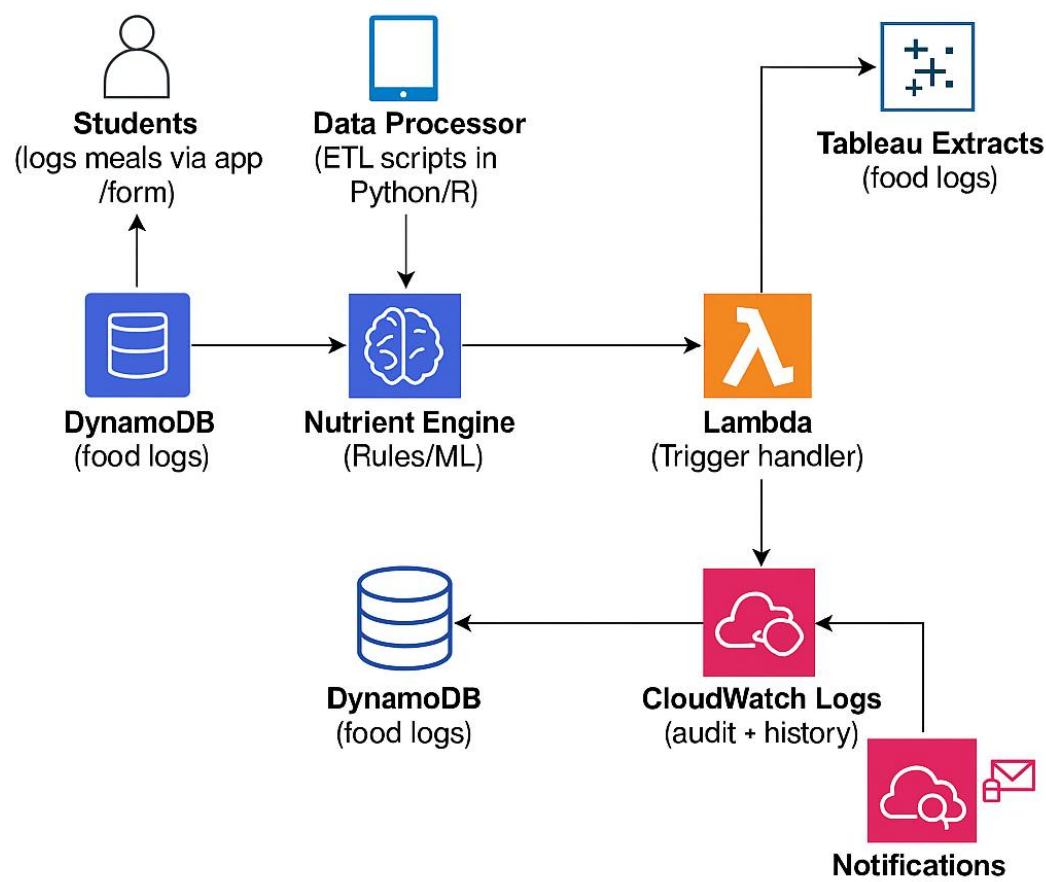 Students
(logs meals via app
/form)
Data Processor
(ETL scripts in
Python/R)
Tableau Extracts
(food logs)
DynamoDB
(food logs)
Nutrient Engine
(Rules/ML)
Lambda
(Trigger handler)
DynamoDB
(food logs)
CloudWatch Logs
(audit + history)
Notifications